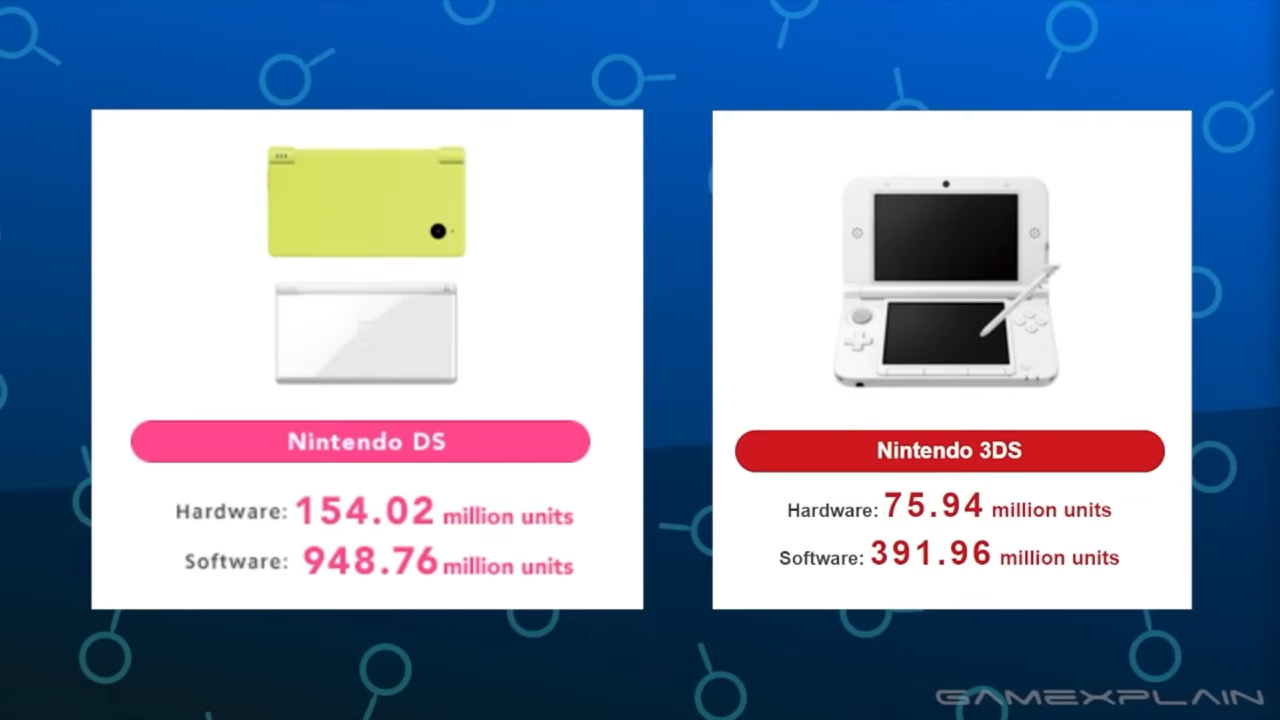 Nintendo DS
Hardware: 154.02 million units
Software: 948.76 million units
Nintendo 3DS
Hardware: 75.94 million units
Software: 391.96 million units
GAMEXPLAIN